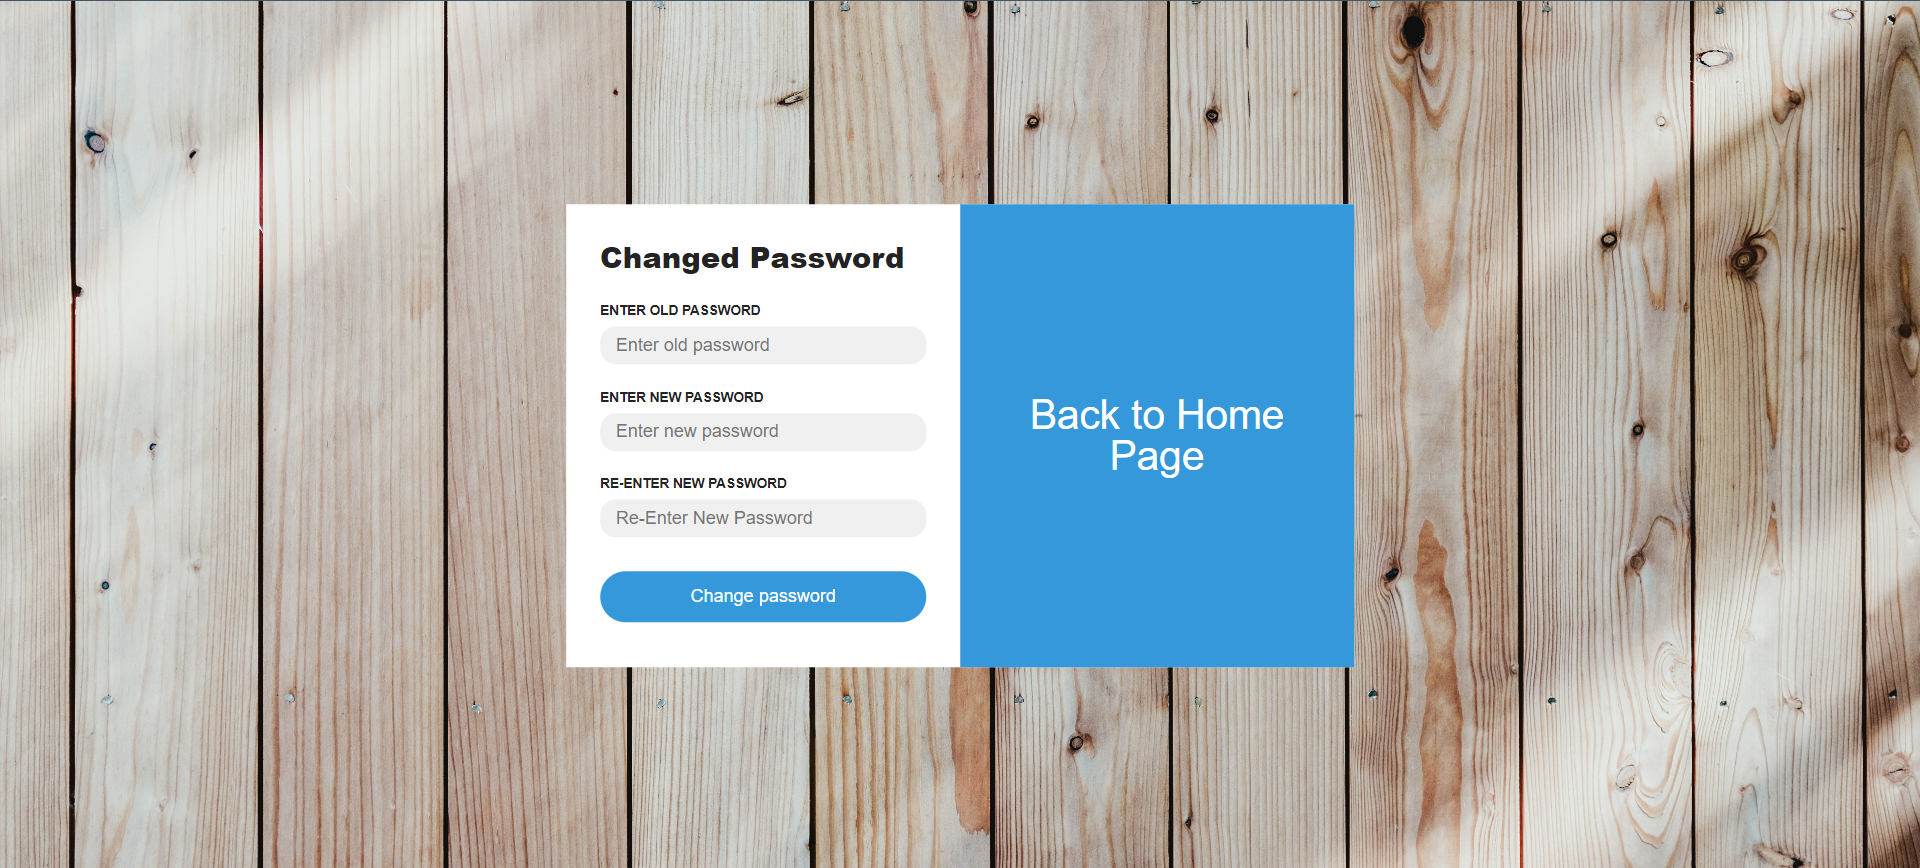 Changed Password
ENTER OLD PASSWORD
Enter old password
ENTER NEW PASSWORD
Enter new password
RE-ENTER NEW PASSWORD
Re-Enter New Password
Change password
Back to Home
Page